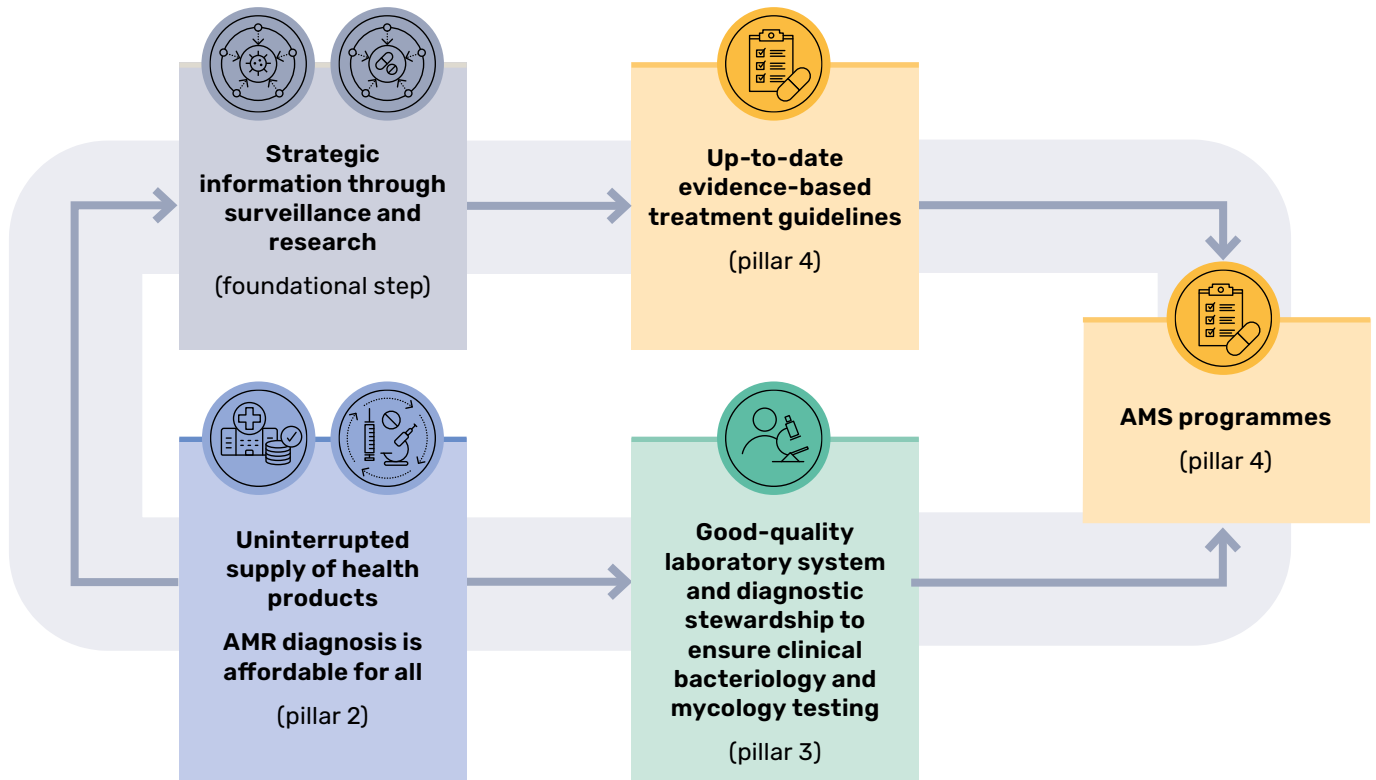 Strategic
information through
surveillance and
research
(foundational step)
Up-to-date
evidence-based
treatment guidelines
(pillar 4)
AMS programmes
(pillar 4)
Uninterrupted
supply of health
products
AMR diagnosis is
affordable for all
(pillar 2)
Good-quality
laboratory system
and diagnostic
stewardship to
ensure clinical
bacteriology and
mycology testing
(pillar 3)